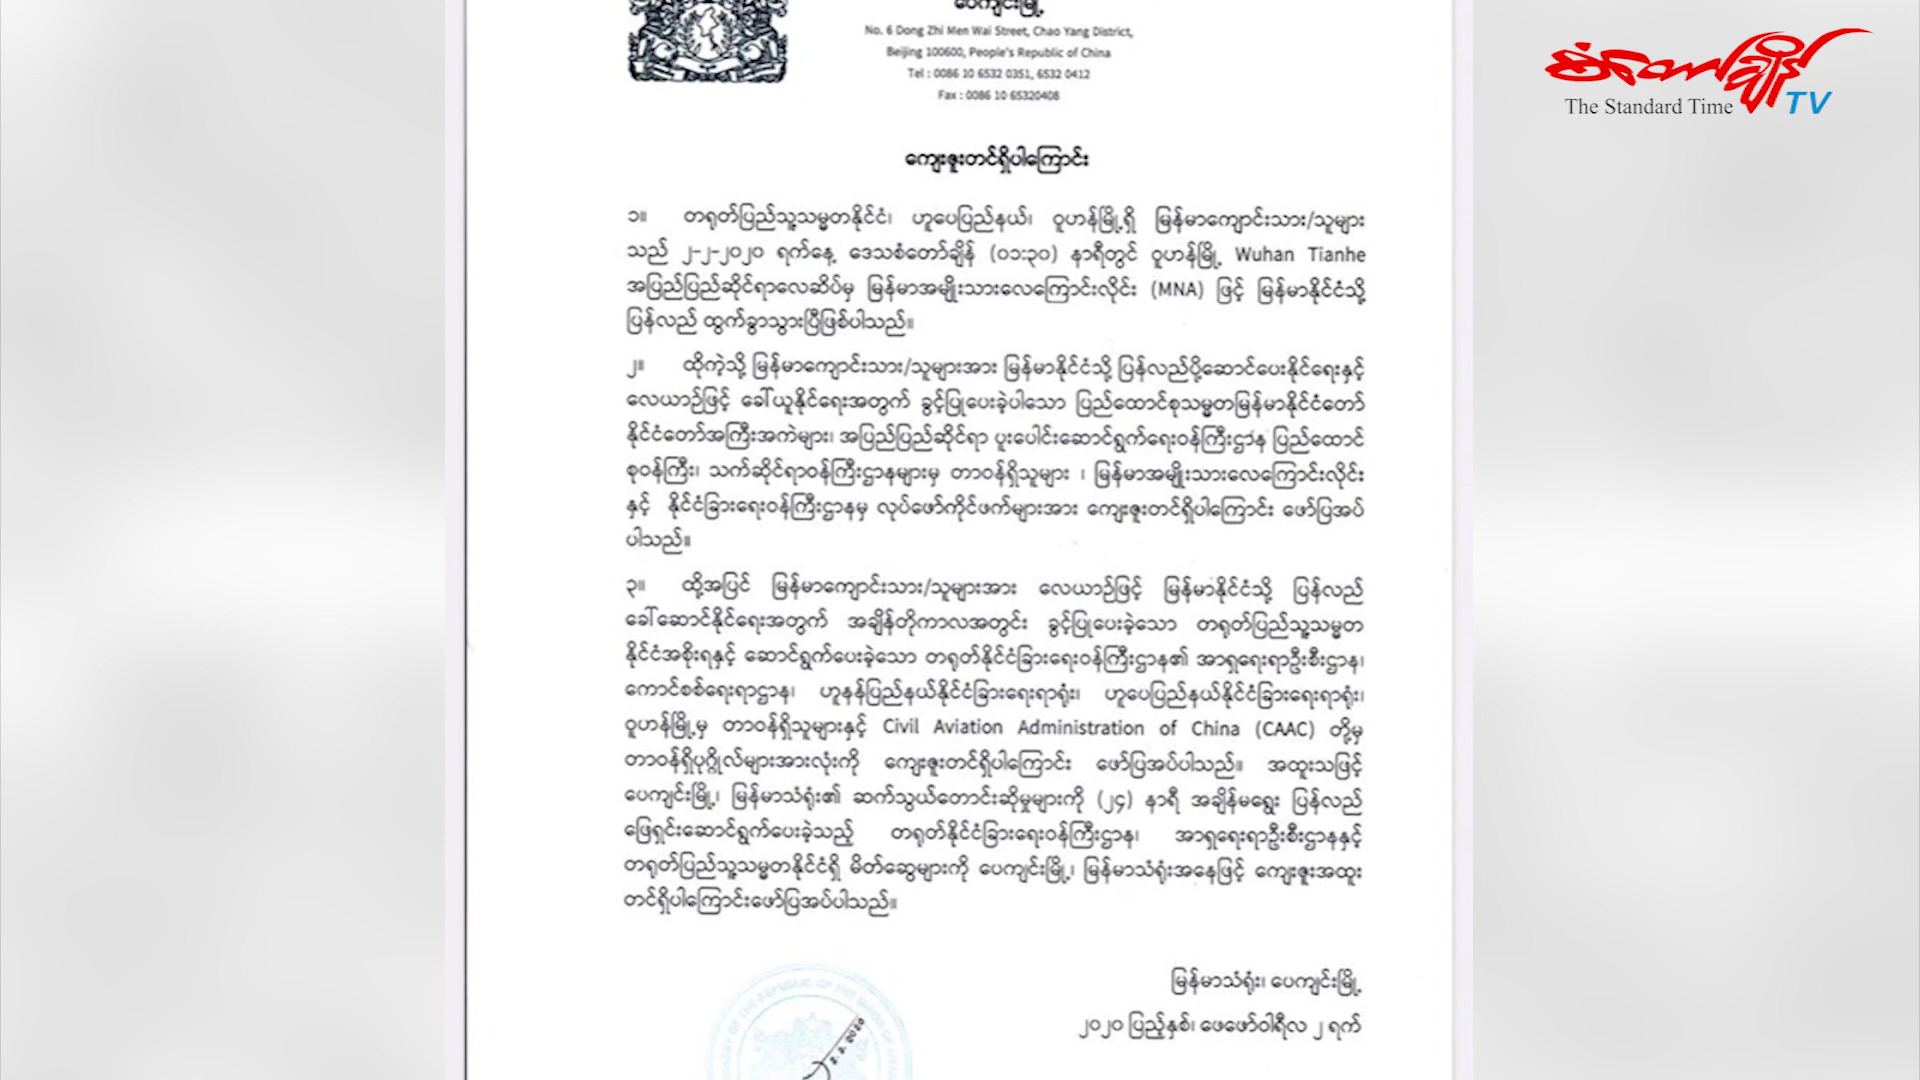 ပေကျင်းမြို့
No. 6 Dong Zhi Men Wai Street, Chao Yang District,
Beijing 100600, People's Republic of China
Tel : 0086 10 6532 0351, 6532 0412
Fax : 0086 10 65320408
စံတော်ချိန်
The Standard Time TV
ကျေးဇူးတင်ရှိပါကြောင်း
၁။ တရုတ်ပြည်သူ့သမ္မတနိုင်ငံ၊ ဟူပေပြည်နယ်၊ ဝူဟန်မြို့ရှိ မြန်မာကျောင်းသား/သူများ
သည် ၂-၂-၂၀၂၀ ရက်နေ့ ဒေသစံတော်ချိန် (၀၁:၃၀) နာရီတွင် ဝူဟန်မြို့ Wuhan Tianhe
အပြည်ပြည်ဆိုင်ရာလေဆိပ်မှ မြန်မာအမျိုးသားလေကြောင်းလိုင်း (MNA) ဖြင့် မြန်မာနိုင်ငံသို့
ပြန်လည် ထွက်ခွာသွားပြီဖြစ်ပါသည်။
၂။ ထိုကဲ့သို့ မြန်မာကျောင်းသား/သူများအား မြန်မာနိုင်ငံသို့ ပြန်လည်ပို့ဆောင်ပေးနိုင်ရေးနှင့်
လေယာဉ်ဖြင့် ခေါ်ယူနိုင်ရေးအတွက် ခွင့်ပြုပေးခဲ့ပါသော ပြည်ထောင်စုသမ္မတမြန်မာနိုင်ငံတော်
နိုင်ငံတော်အကြီးအကဲများ၊ အပြည်ပြည်ဆိုင်ရာ ပူးပေါင်းဆောင်ရွက်ရေးဝန်ကြီးဌာန ပြည်ထောင်
စုဝန်ကြီး၊ သက်ဆိုင်ရာဝန်ကြီးဌာနများမှ တာဝန်ရှိသူများ ၊ မြန်မာအမျိုးသားလေကြောင်းလိုင်း
နှင့် နိုင်ငံခြားရေးဝန်ကြီးဌာနမှ လုပ်ဖော်ကိုင်ဖက်များအား ကျေးဇူးတင်ရှိပါကြောင်း ဖော်ပြအပ်
ပါသည်။
၃။ ထို့အပြင် မြန်မာကျောင်းသား/သူများအား လေယာဉ်ဖြင့် မြန်မာနိုင်ငံသို့ ပြန်လည်
ခေါ်ဆောင်နိုင်ရေးအတွက် အချိန်တိုကာလအတွင်း ခွင့်ပြုပေးခဲ့သော တရုတ်ပြည်သူ့သမ္မတ
နိုင်ငံအစိုးရနှင့် ဆောင်ရွက်ပေးခဲ့သော တရုတ်နိုင်ငံခြားရေးဝန်ကြီးဌာန၏ အာရှရေးရာဦးစီးဌာန၊
ကောင်စစ်ရေးရာဌာန၊ ဟူနန်ပြည်နယ်နိုင်ငံခြားရေးရာရုံး၊ ဟူပေပြည်နယ်နိုင်ငံခြားရေးရာရုံး၊
ဝူဟန်မြို့မှ တာဝန်ရှိသူများနှင့် Civil Aviation Administration of China (CAAC) တို့မှ
တာဝန်ရှိပုဂ္ဂိုလ်များအားလုံးကို ကျေးဇူးတင်ရှိပါကြောင်း ဖော်ပြအပ်ပါသည်။ အထူးသဖြင့်
ပေကျင်းမြို့၊ မြန်မာသံရုံး၏ ဆက်သွယ်တောင်းဆိုမှုများကို (၂၄) နာရီ အချိန်မရွေး ပြန်လည်
ဖြေရှင်းဆောင်ရွက်ပေးခဲ့သည့် တရုတ်နိုင်ငံခြားရေးဝန်ကြီးဌာန၊ အာရှရေးရာဦးစီးဌာနနှင့်
တရုတ်ပြည်သူ့သမ္မတနိုင်ငံရှိ မိတ်ဆွေများကို ပေကျင်းမြို့၊ မြန်မာသံရုံးအနေဖြင့် ကျေးဇူးအထူး
တင်ရှိပါကြောင်းဖော်ပြအပ်ပါသည်။
မြန်မာသံရုံး၊ ပေကျင်းမြို့
၂၀၂၀ ပြည့်နှစ်၊ ဖေဖော်ဝါရီလ ၂ ရက်